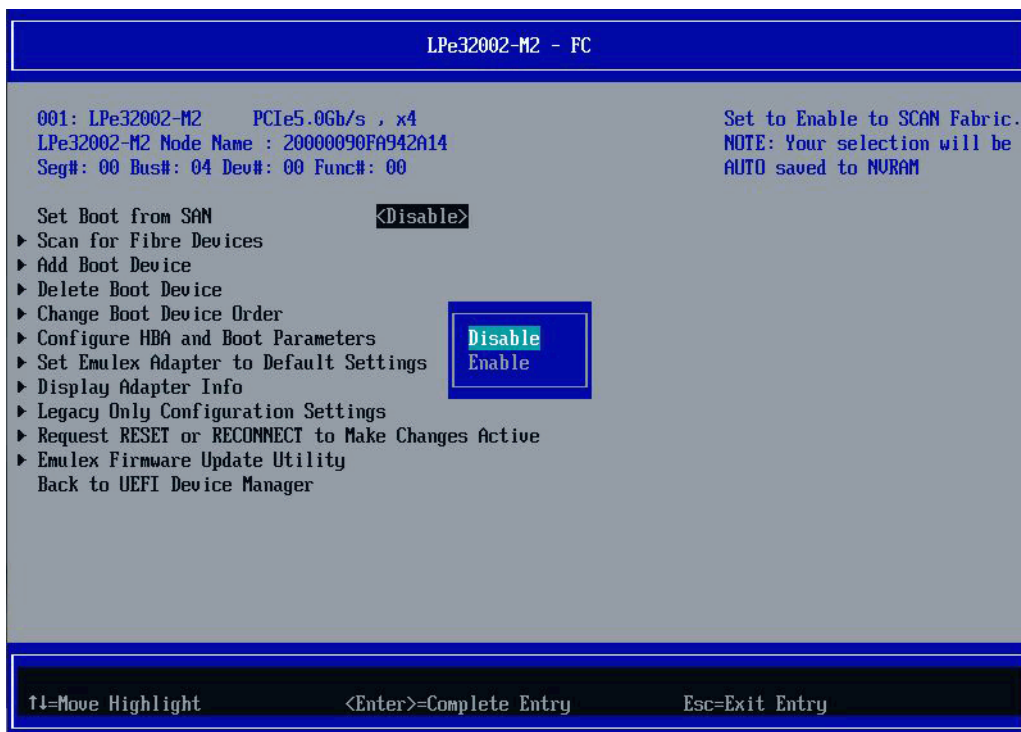 LPe32002-M2 - FC
001: LPe32002-M2 PCIe5.0Gb/s , x4
LPe32002-M2 Node Name : 20000090FA942A14
Seg#: 00 Bus#: 04 Dev#: 00 Func#: 00
Set to Enable to SCAN Fabric.
NOTE: Your selection will be
AUTO saved to NVRAM
Set Boot from SAN <Disable>
Scan for Fibre Devices
Add Boot Device
Delete Boot Device
Change Boot Device Order
Configure HBA and Boot Parameters
Set Emulex Adapter to Default Settings
Display Adapter Info
Legacy Only Configuration Settings
Request RESET or RECONNECT to Make Changes Active
Emulex Firmware Update Utility
Back to UEFI Device Manager
Disable
Enable
↑↓=Move Highlight <Enter>=Complete Entry Esc=Exit Entry